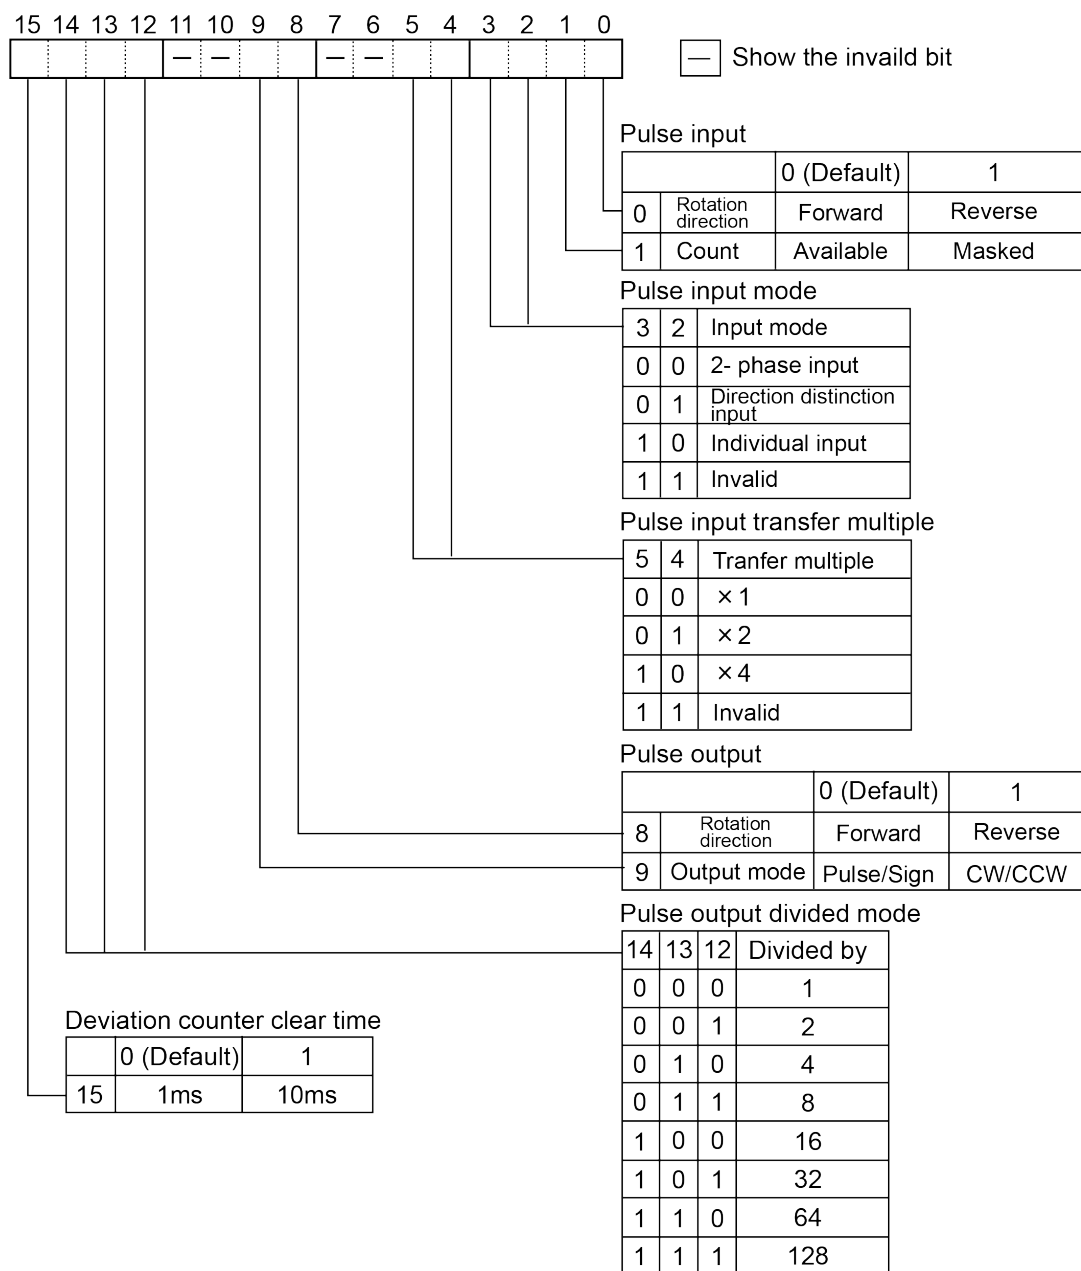 15 14 13 12 11 10 9 8 7 6 5 4 3 2 1 0
— — — —
— Show the invaild bit
Pulse input
0 (Default) 1
0 Rotation direction Forward Reverse
1 Count Available Masked
Pulse input mode
3 2 Input mode
0 0 2- phase input
0 1 Direction distinction input
1 0 Individual input
1 1 Invalid
Pulse input transfer multiple
5 4 Tranfer multiple
0 0 ×1
0 1 ×2
1 0 ×4
1 1 Invalid
Pulse output
0 (Default) 1
8 Rotation direction Forward Reverse
9 Output mode Pulse/Sign CW/CCW
Pulse output divided mode
14 13 12 Divided by
0 0 0 1
0 0 1 2
0 1 0 4
0 1 1 8
1 0 0 16
1 0 1 32
1 1 0 64
1 1 1 128
Deviation counter clear time
0 (Default) 1
15 1ms 10ms